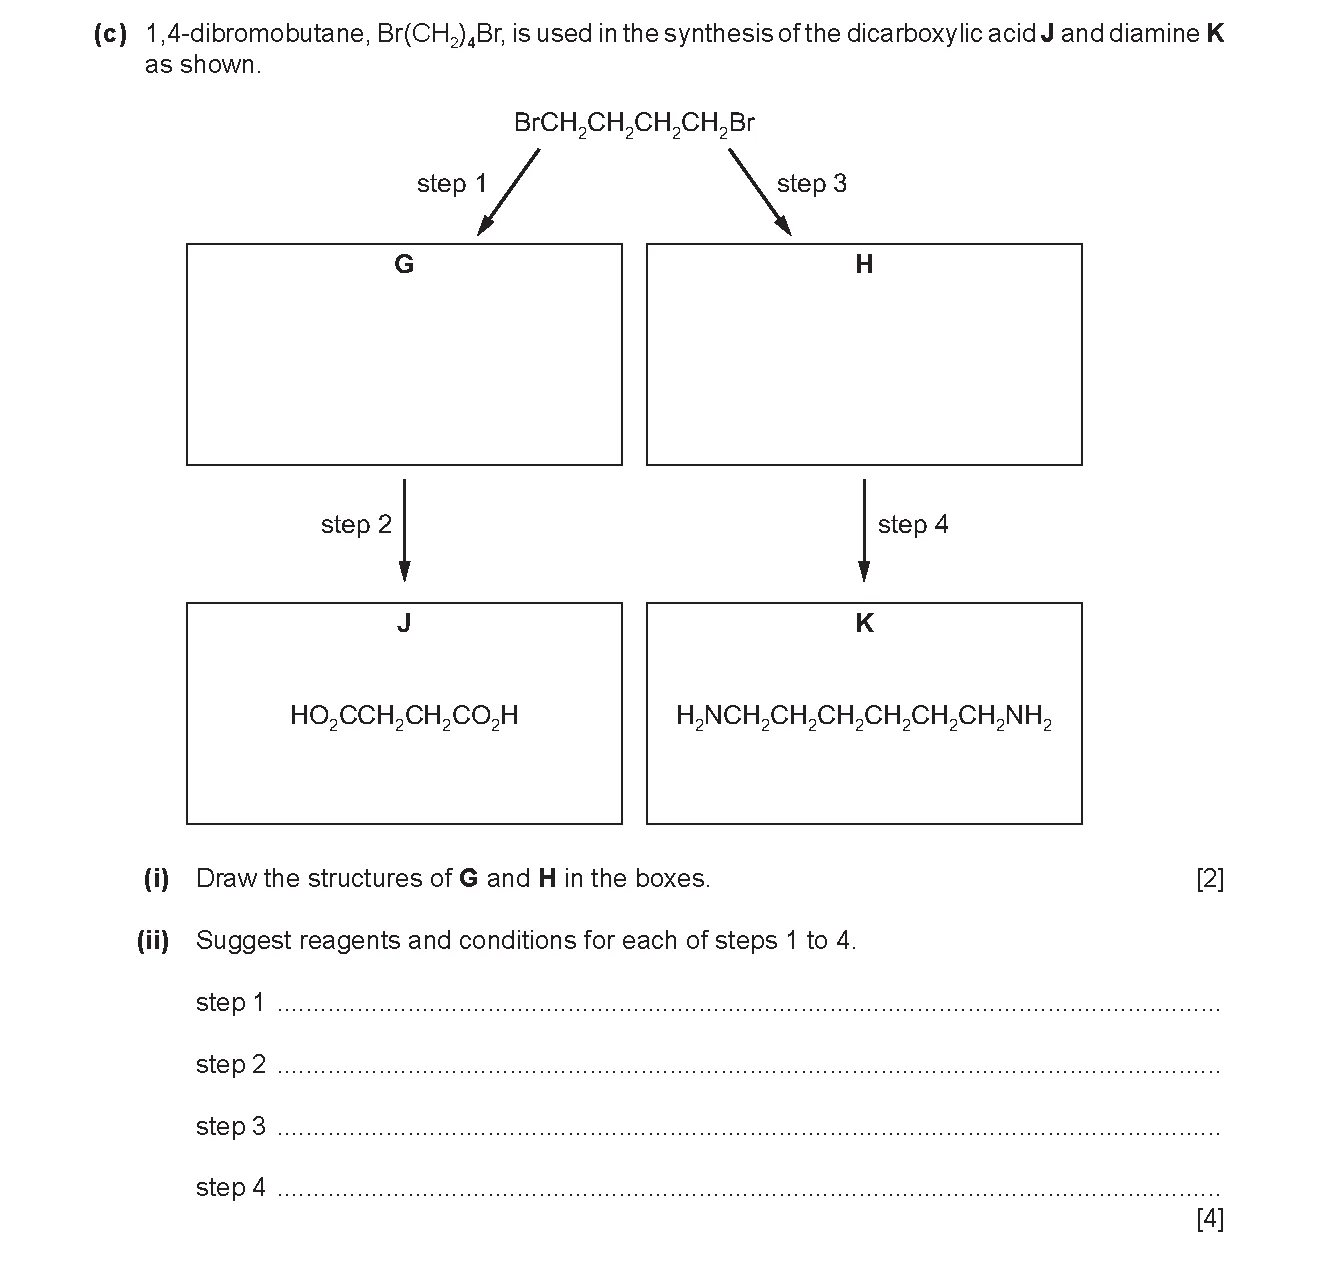 (c) 1,4-dibromobutane, Br(CH₂)₄Br, is used in the synthesis of the dicarboxylic acid J and diamine K
as shown.
BrCH₂CH₂CH₂CH₂Br
step 1
step 3
G
H
step 2
step 4
J
K
HO₂CCH₂CH₂CO₂H
H₂NCH₂CH₂CH₂CH₂CH₂CH₂NH₂
(i) Draw the structures of G and H in the boxes. [2]
(ii) Suggest reagents and conditions for each of steps 1 to 4.
step 1 ..........
step 2 ..........
step 3 ..........
step 4 ..........
[4]